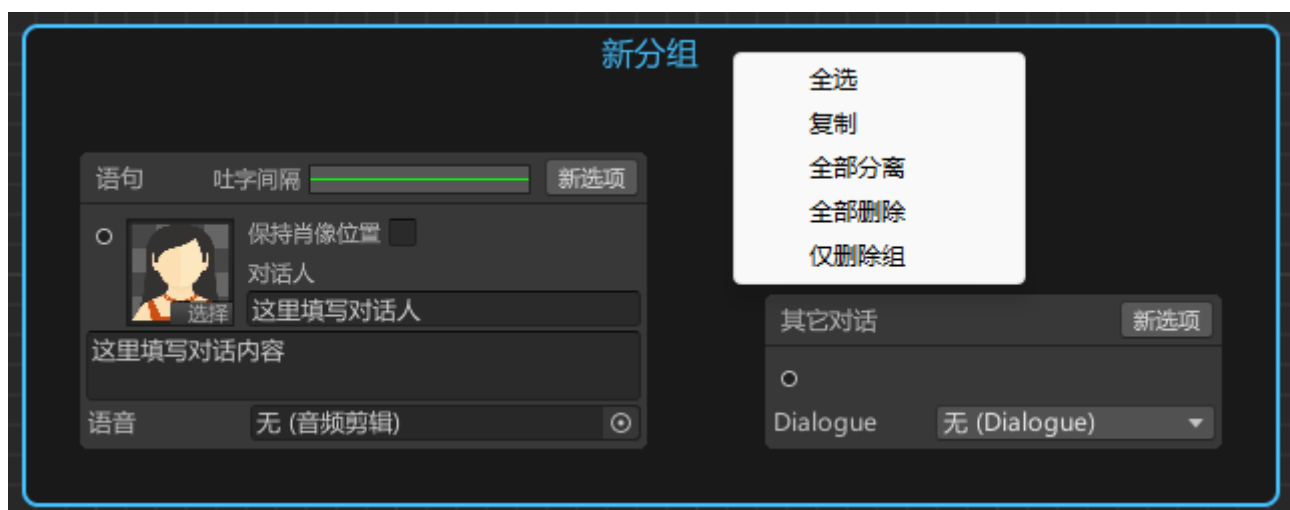 新分组
全选
复制
全部分离
全部删除
仅删除组
语句 吐字间隔 新选项
保持肖像位置
对话人
选择 这里填写对话人
这里填写对话内容
语音 无 (音频剪辑)
其它对话 新选项
Dialogue 无 (Dialogue)